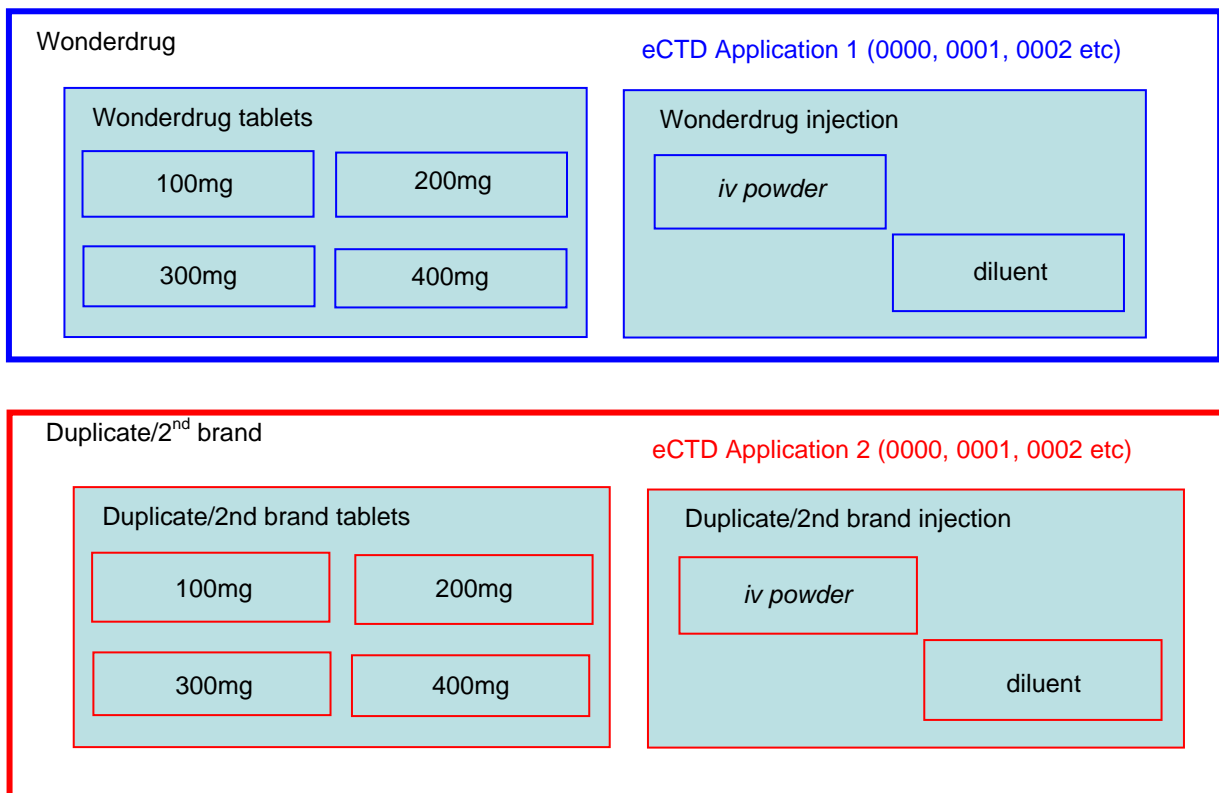 Wonderdrug
eCTD Application 1 (0000, 0001, 0002 etc)
Wonderdrug tablets
100mg
200mg
300mg
400mg
Wonderdrug injection
iv powder
diluent
Duplicate/2nd brand
eCTD Application 2 (0000, 0001, 0002 etc)
Duplicate/2nd brand tablets
100mg
200mg
300mg
400mg
Duplicate/2nd brand injection
iv powder
diluent